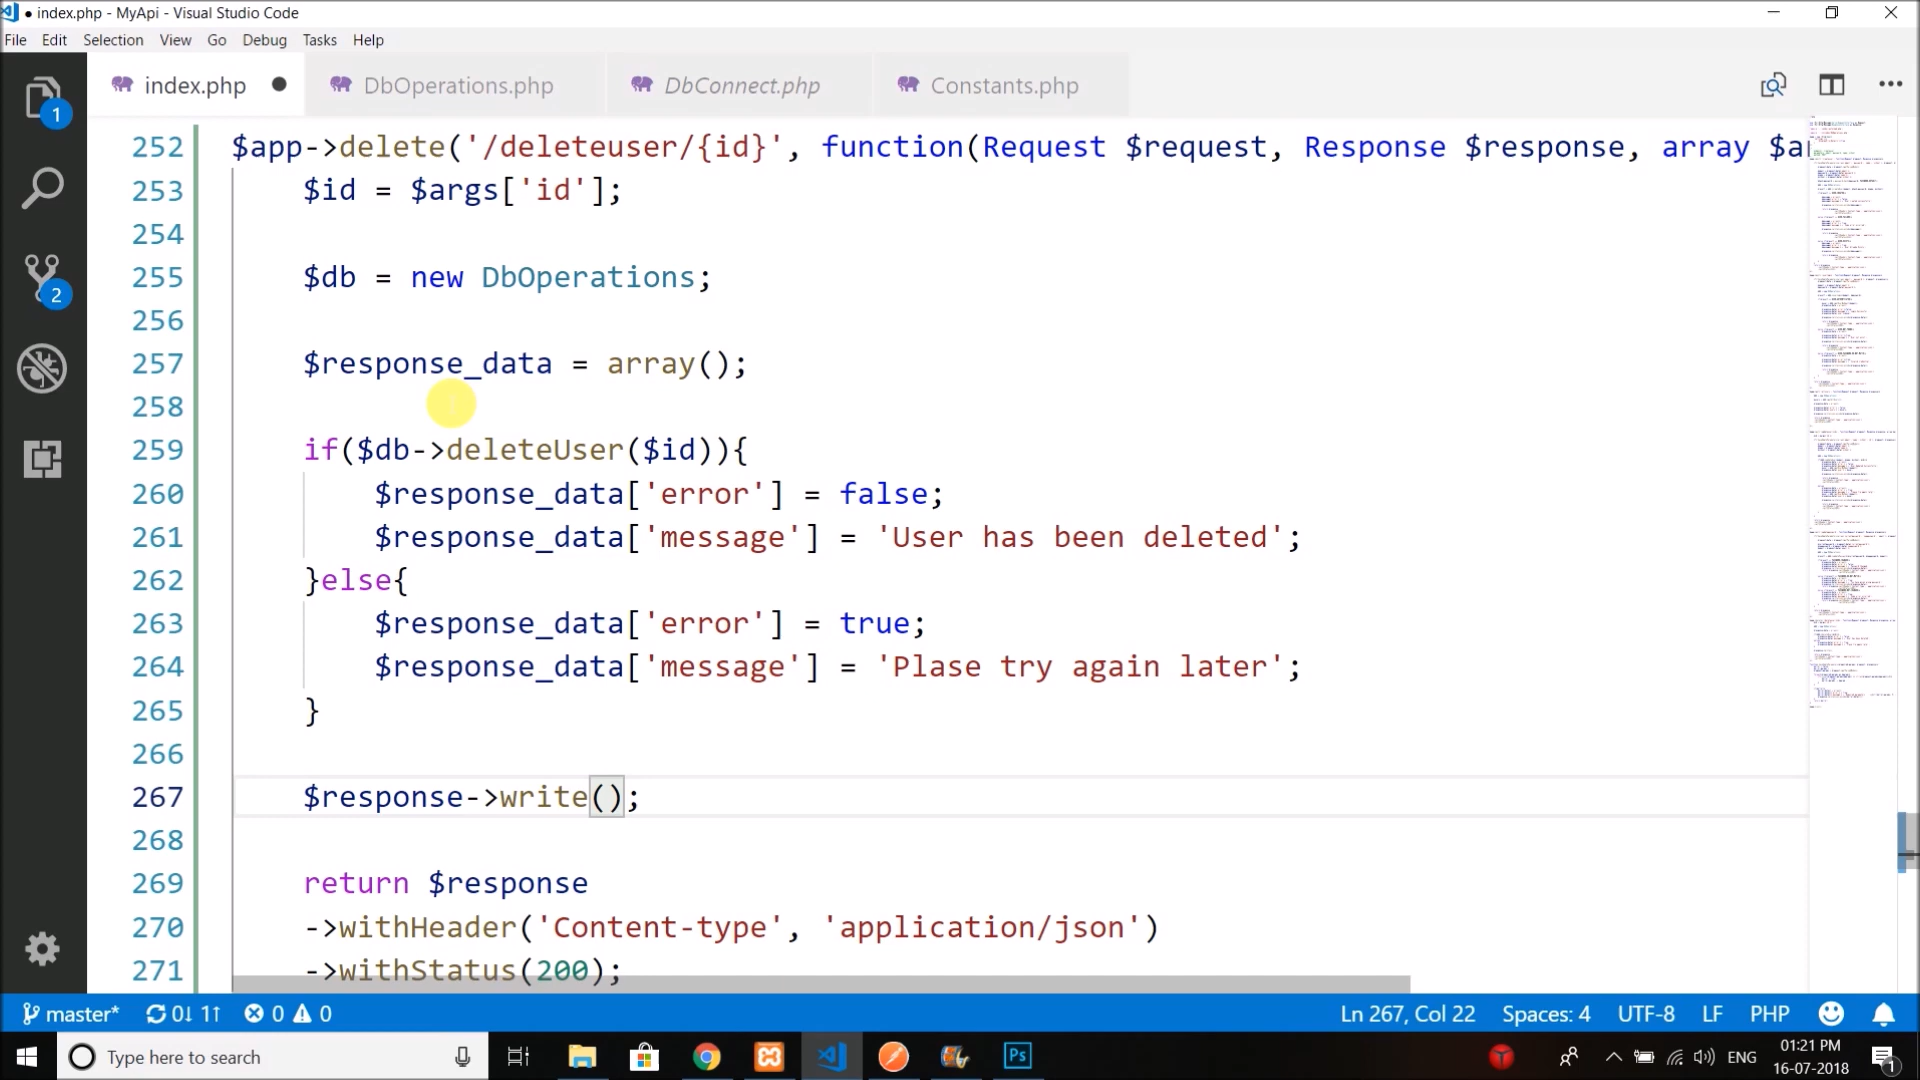 index.php - MyApi - Visual Studio Code
File Edit Selection View Go Debug Tasks Help
index.php DbOperations.php DbConnect.php Constants.php
1
2
252 $app->delete('/deleteuser/{id}', function(Request $request, Response $response, array $a
253 $id = $args['id'];
254
255 $db = new DbOperations;
256
257 $response_data = array();
258
259 if($db->deleteUser($id)){
260 $response_data['error'] = false;
261 $response_data['message'] = 'User has been deleted';
262 }else{
263 $response_data['error'] = true;
264 $response_data['message'] = 'Plase try again later';
265 }
266
267 $response->write();
268
269 return $response
270 ->withHeader('Content-type', 'application/json')
271 ->withStatus(200);
master* 0↓ 1↑ 0 0 Ln 267, Col 22 Spaces: 4 UTF-8 LF PHP
Type here to search Ps ENG 01:21 PM
16-07-2018 1